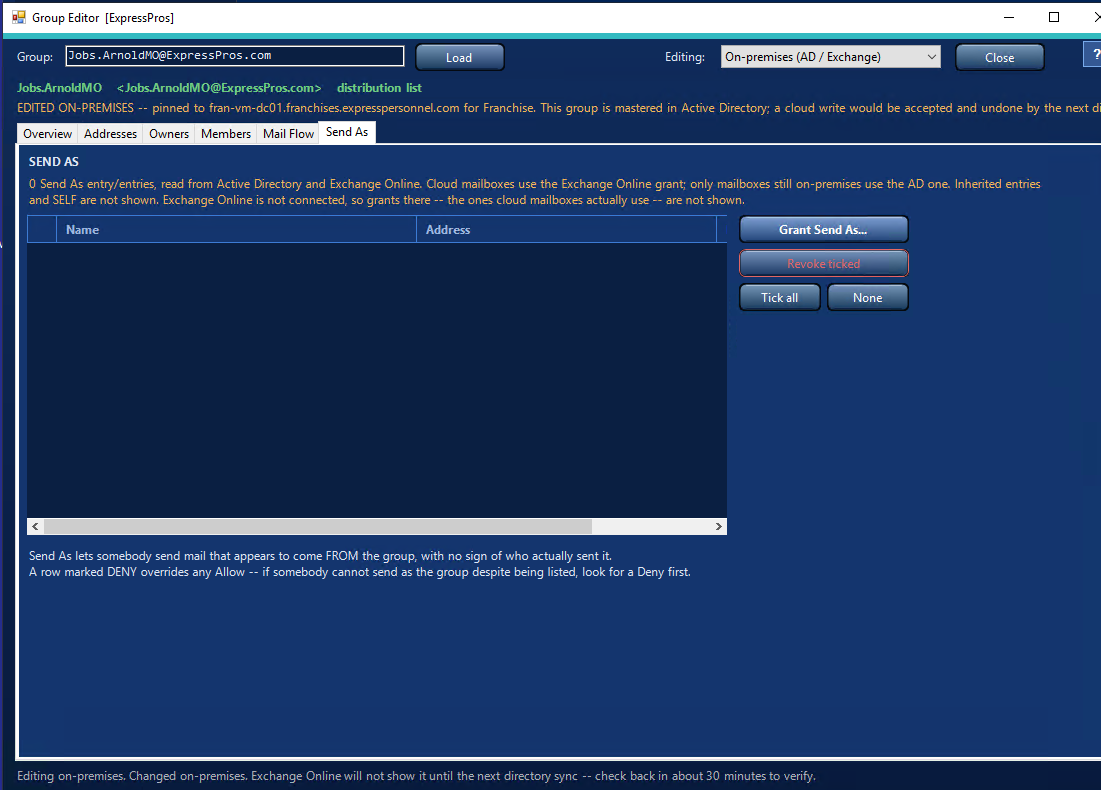 Group Editor [ExpressPros]
Group: Jobs.ArnoldMO@ExpressPros.com Load Editing: On-premises (AD / Exchange) Close ?
Jobs.ArnoldMO <Jobs.ArnoldMO@ExpressPros.com> distribution list
EDITED ON-PREMISES -- pinned to fran-vm-dc01.franchises.expresspersonnel.com for Franchise. This group is mastered in Active Directory; a cloud write would be accepted and undone by the next di
Overview Addresses Owners Members Mail Flow Send As
SEND AS
0 Send As entry/entries, read from Active Directory and Exchange Online. Cloud mailboxes use the Exchange Online grant; only mailboxes still on-premises use the AD one. Inherited entries
and SELF are not shown. Exchange Online is not connected, so grants there -- the ones cloud mailboxes actually use -- are not shown.
Name Address
Grant Send As...
Revoke ticked
Tick all None
Send As lets somebody send mail that appears to come FROM the group, with no sign of who actually sent it.
A row marked DENY overrides any Allow -- if somebody cannot send as the group despite being listed, look for a Deny first.
Editing on-premises. Changed on-premises. Exchange Online will not show it until the next directory sync -- check back in about 30 minutes to verify.